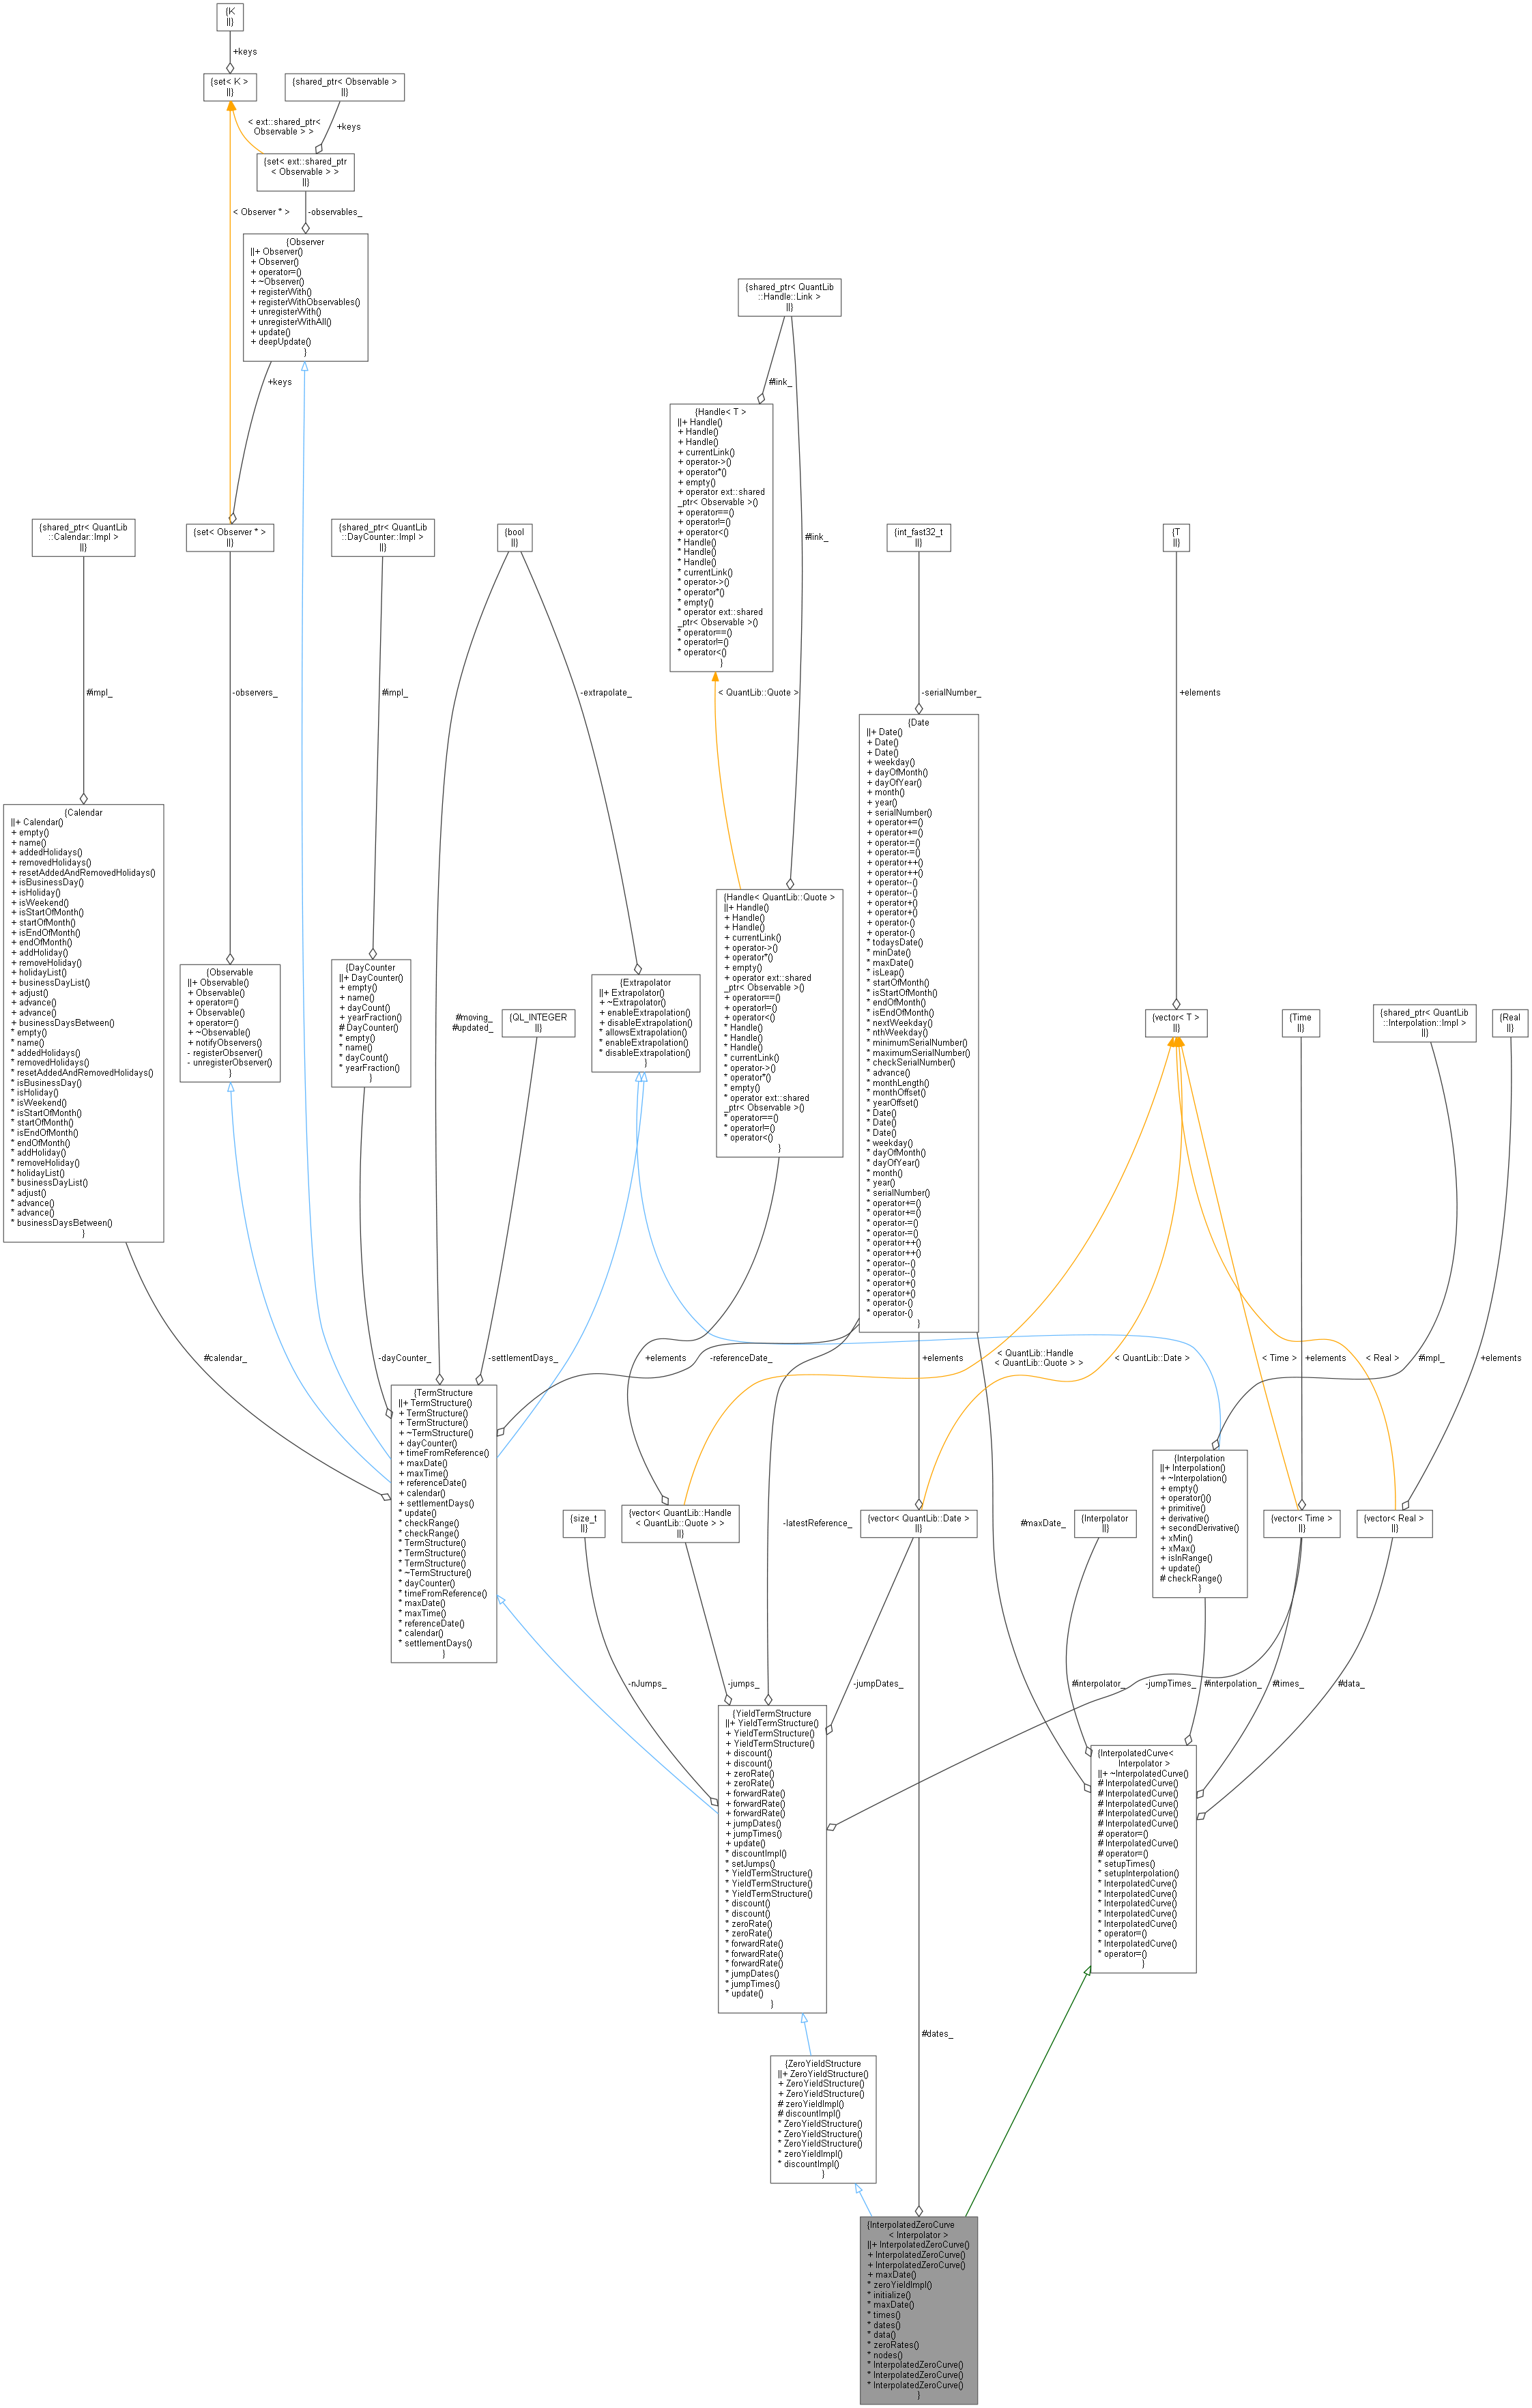 {K
||}
+keys
{set< K >
||}
{shared_ptr< Observable >
||}
< ext::shared_ptr<
Observable > >
+keys
{set< ext::shared_ptr
< Observable > >
||}
< Observer * >
-observables_
{Observer
||+ Observer()
+ Observer()
+ operator=()
+ ~Observer()
+ registerWith()
+ registerWithObservables()
+ unregisterWith()
+ unregisterWithAll()
+ update()
+ deepUpdate()
}
+keys
{shared_ptr< QuantLib
::Handle::Link >
||}
#link_
{Handle< T >
||+ Handle()
+ Handle()
+ Handle()
+ currentLink()
+ operator->()
+ operator*()
+ empty()
+ operator ext::shared
_ptr< Observable >()
+ operator==()
+ operator!=()
+ operator<()
* Handle()
* Handle()
* Handle()
* currentLink()
* operator->()
* operator*()
* empty()
* operator ext::shared
_ptr< Observable >()
* operator==()
* operator!=()
* operator<()
}
#link_
{shared_ptr< QuantLib
::Calendar::Impl >
||}
{set< Observer * >
||}
{shared_ptr< QuantLib
::DayCounter::Impl >
||}
{bool
||}
{int_fast32_t
||}
{T
||}
#impl_
-observers_
#impl_
-extrapolate_
< QuantLib::Quote >
-serialNumber_
+elements
{Calendar
||+ Calendar()
+ empty()
+ name()
+ addedHolidays()
+ removedHolidays()
+ resetAddedAndRemovedHolidays()
+ isBusinessDay()
+ isHoliday()
+ isWeekend()
+ isStartOfMonth()
+ startOfMonth()
+ isEndOfMonth()
+ endOfMonth()
+ addHoliday()
+ removeHoliday()
+ holidayList()
+ businessDayList()
+ adjust()
+ advance()
+ advance()
+ businessDaysBetween()
* empty()
* name()
* addedHolidays()
* removedHolidays()
* resetAddedAndRemovedHolidays()
* isBusinessDay()
* isHoliday()
* isWeekend()
* isStartOfMonth()
* startOfMonth()
* isEndOfMonth()
* endOfMonth()
* addHoliday()
* removeHoliday()
* holidayList()
* businessDayList()
* adjust()
* advance()
* advance()
* businessDaysBetween()
}
{Observable
||+ Observable()
+ Observable()
+ operator=()
+ Observable()
+ operator=()
+ ~Observable()
+ notifyObservers()
- registerObserver()
- unregisterObserver()
}
{DayCounter
||+ DayCounter()
+ empty()
+ name()
+ dayCount()
+ yearFraction()
# DayCounter()
* empty()
* name()
* dayCount()
* yearFraction()
}
#moving_
#updated_
{QL_INTEGER
||}
{Extrapolator
||+ Extrapolator()
+ ~Extrapolator()
+ enableExtrapolation()
+ disableExtrapolation()
* allowsExtrapolation()
* enableExtrapolation()
* disableExtrapolation()
}
{Handle< QuantLib::Quote >
||+ Handle()
+ Handle()
+ Handle()
+ currentLink()
+ operator->()
+ operator*()
+ empty()
+ operator ext::shared
_ptr< Observable >()
+ operator==()
+ operator!=()
+ operator<()
* Handle()
* Handle()
* Handle()
* currentLink()
* operator->()
* operator*()
* empty()
* operator ext::shared
_ptr< Observable >()
* operator==()
* operator!=()
* operator<()
}
{Date
||+ Date()
+ Date()
+ Date()
+ weekday()
+ dayOfMonth()
+ dayOfYear()
+ month()
+ year()
+ serialNumber()
+ operator+=()
+ operator+=()
+ operator-=()
+ operator-=()
+ operator++()
+ operator++()
+ operator--()
+ operator--()
+ operator+()
+ operator+()
+ operator-()
+ operator-()
* todaysDate()
* minDate()
* maxDate()
* isLeap()
* startOfMonth()
* isStartOfMonth()
* endOfMonth()
* isEndOfMonth()
* nextWeekday()
* nthWeekday()
* minimumSerialNumber()
* maximumSerialNumber()
* checkSerialNumber()
* advance()
* monthLength()
* monthOffset()
* yearOffset()
* Date()
* Date()
* Date()
* weekday()
* dayOfMonth()
* dayOfYear()
* month()
* year()
* serialNumber()
* operator+=()
* operator+=()
* operator-=()
* operator-=()
* operator++()
* operator++()
* operator--()
* operator--()
* operator+()
* operator+()
* operator-()
* operator-()
}
{vector< T >
||}
{Time
||}
{shared_ptr< QuantLib
::Interpolation::Impl >
||}
{Real
||}
#calendar_
-dayCounter_
-settlementDays_
+elements
-referenceDate_
+elements
< QuantLib::Handle
< QuantLib::Quote > >
< QuantLib::Date >
< Time >
+elements
< Real >
#impl_
+elements
{TermStructure
||+ TermStructure()
+ TermStructure()
+ TermStructure()
+ ~TermStructure()
+ dayCounter()
+ timeFromReference()
+ maxDate()
+ maxTime()
+ referenceDate()
+ calendar()
+ settlementDays()
* update()
* checkRange()
* checkRange()
* TermStructure()
* TermStructure()
* TermStructure()
* ~TermStructure()
* dayCounter()
* timeFromReference()
* maxDate()
* maxTime()
* referenceDate()
* calendar()
* settlementDays()
}
{size_t
||}
{vector< QuantLib::Handle
< QuantLib::Quote > >
||}
-latestReference_
{vector< QuantLib::Date >
||}
#maxDate_
{Interpolator
||}
{Interpolation
||+ Interpolation()
+ ~Interpolation()
+ empty()
+ operator()()
+ primitive()
+ derivative()
+ secondDerivative()
+ xMin()
+ xMax()
+ isInRange()
+ update()
# checkRange()
}
{vector< Time >
||}
{vector< Real >
||}
-nJumps_
-jumps_
-jumpDates_
#interpolator_
-jumpTimes_
#interpolation_
#times_
#data_
{YieldTermStructure
||+ YieldTermStructure()
+ YieldTermStructure()
+ YieldTermStructure()
+ discount()
+ discount()
+ zeroRate()
+ zeroRate()
+ forwardRate()
+ forwardRate()
+ forwardRate()
+ jumpDates()
+ jumpTimes()
+ update()
* discountImpl()
* setJumps()
* YieldTermStructure()
* YieldTermStructure()
* YieldTermStructure()
* discount()
* discount()
* zeroRate()
* zeroRate()
* forwardRate()
* forwardRate()
* forwardRate()
* jumpDates()
* jumpTimes()
* update()
}
{InterpolatedCurve<
Interpolator >
||+ ~InterpolatedCurve()
# InterpolatedCurve()
# InterpolatedCurve()
# InterpolatedCurve()
# InterpolatedCurve()
# InterpolatedCurve()
# operator=()
# InterpolatedCurve()
# operator=()
* setupTimes()
* setupInterpolation()
* InterpolatedCurve()
* InterpolatedCurve()
* InterpolatedCurve()
* InterpolatedCurve()
* InterpolatedCurve()
* operator=()
* InterpolatedCurve()
* operator=()
}
#dates_
{ZeroYieldStructure
||+ ZeroYieldStructure()
+ ZeroYieldStructure()
+ ZeroYieldStructure()
# zeroYieldImpl()
# discountImpl()
* ZeroYieldStructure()
* ZeroYieldStructure()
* ZeroYieldStructure()
* zeroYieldImpl()
* discountImpl()
}
{InterpolatedZeroCurve
< Interpolator >
||+ InterpolatedZeroCurve()
+ InterpolatedZeroCurve()
+ InterpolatedZeroCurve()
+ maxDate()
* zeroYieldImpl()
* initialize()
* maxDate()
* times()
* dates()
* data()
* zeroRates()
* nodes()
* InterpolatedZeroCurve()
* InterpolatedZeroCurve()
* InterpolatedZeroCurve()
}